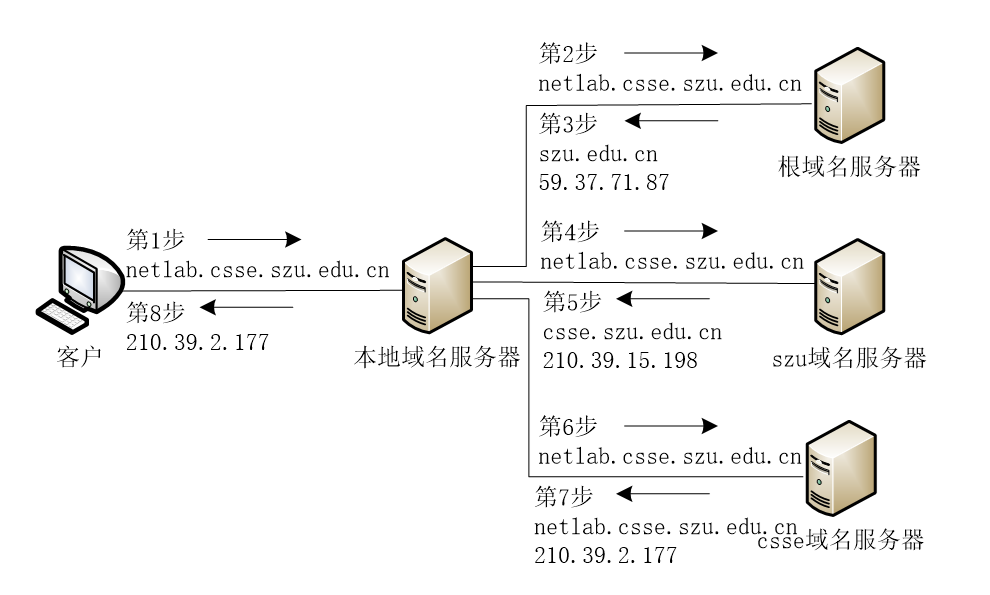 第2步
netlab.csse.szu.edu.cn
第3步
szu.edu.cn
59.37.71.87
根域名服务器
第1步
netlab.csse.szu.edu.cn
第8步
210.39.2.177
客户
本地域名服务器
第4步
netlab.csse.szu.edu.cn
第5步
csse.szu.edu.cn
210.39.15.198
szu域名服务器
第6步
netlab.csse.szu.edu.cn
第7步
netlab.csse.szu.edu.cn
210.39.2.177
csse域名服务器